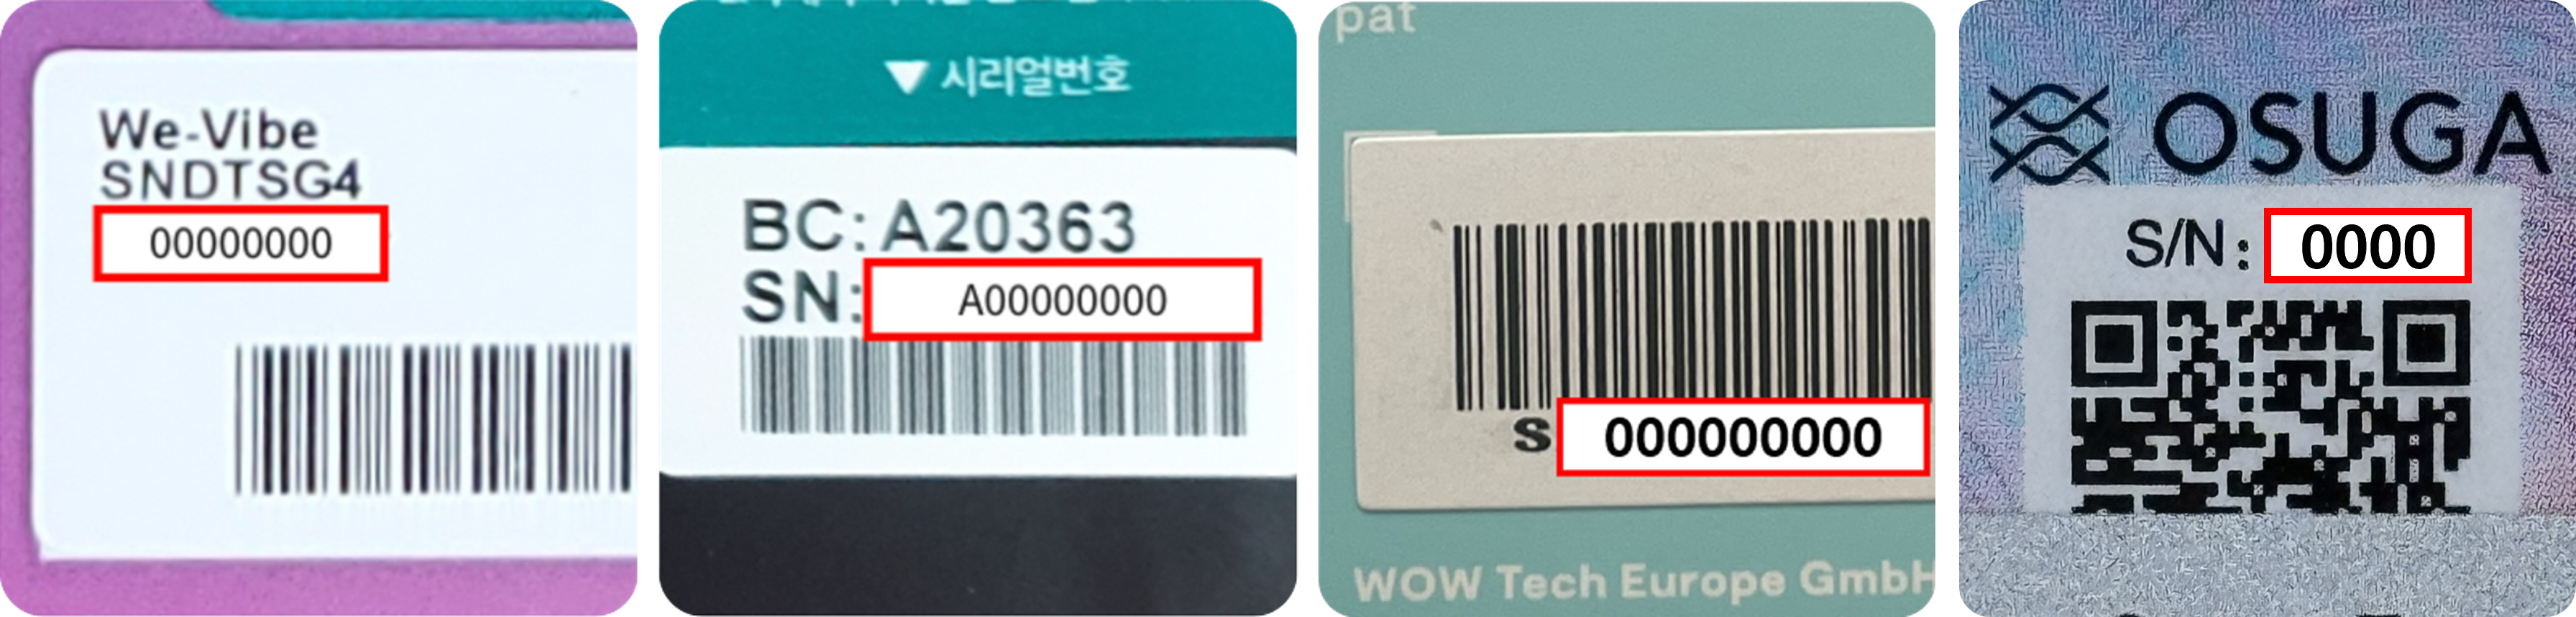 We-Vibe
SNDTSG4
00000000
▼ 시리얼번호
BC: A20363
SN: A00000000
pat
S 000000000
WOW Tech Europe GmbH
OSUGA
S/N: 0000